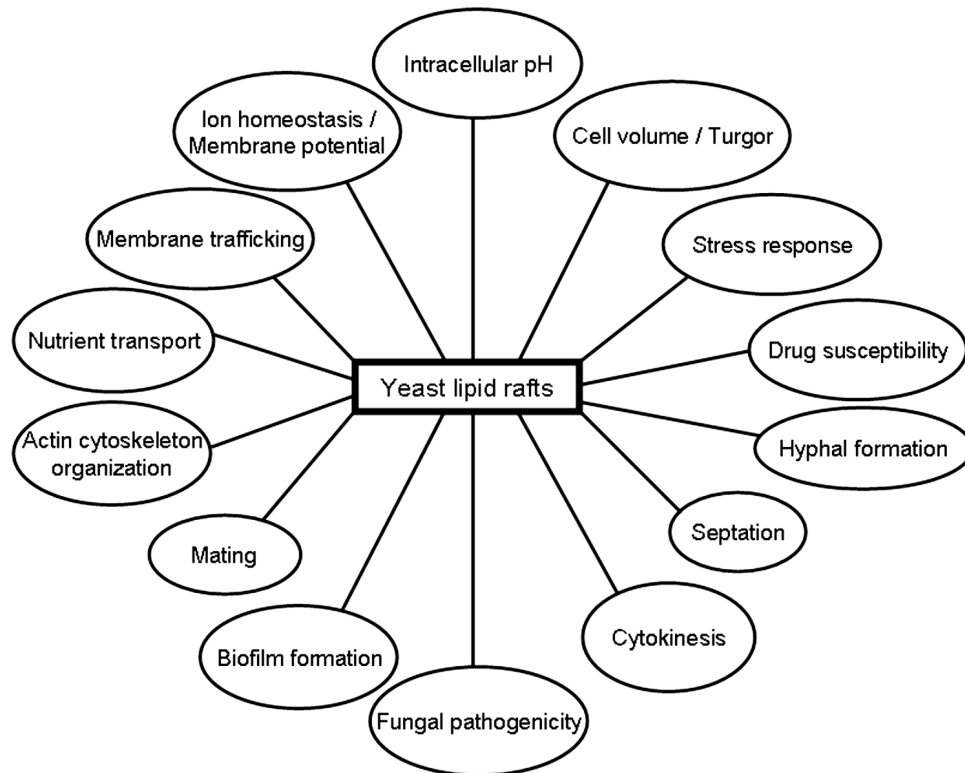 Intracellular pH
Ion homeostasis /
Membrane potential
Cell volume / Turgor
Membrane trafficking
Stress response
Nutrient transport
Drug susceptibility
Yeast lipid rafts
Actin cytoskeleton
organization
Hyphal formation
Septation
Mating
Cytokinesis
Biofilm formation
Fungal pathogenicity